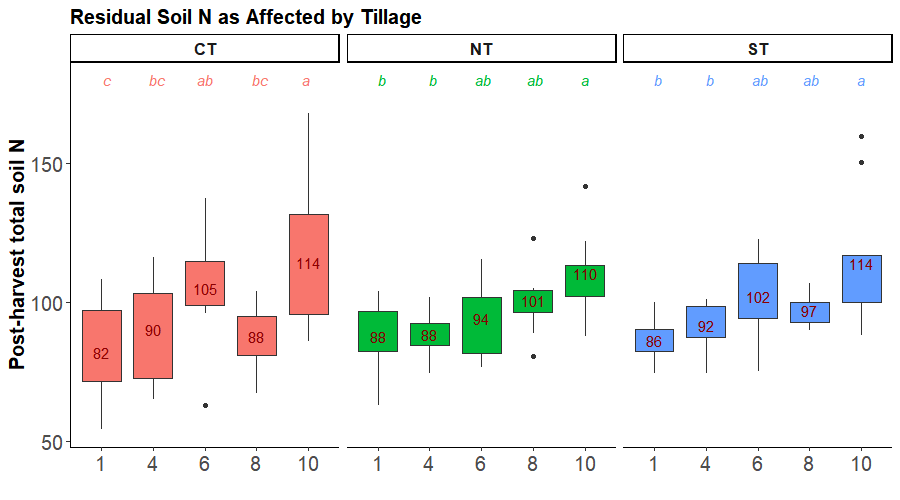 Residual Soil N as Affected by Tillage
CT NT ST
c bc ab bc a b b ab ab a b b ab ab a
Post-harvest total soil N
150
100
50
82 90 105 88 114
88 88 94 101 110
86 92 102 97 114
1 4 6 8 10 1 4 6 8 10 1 4 6 8 10